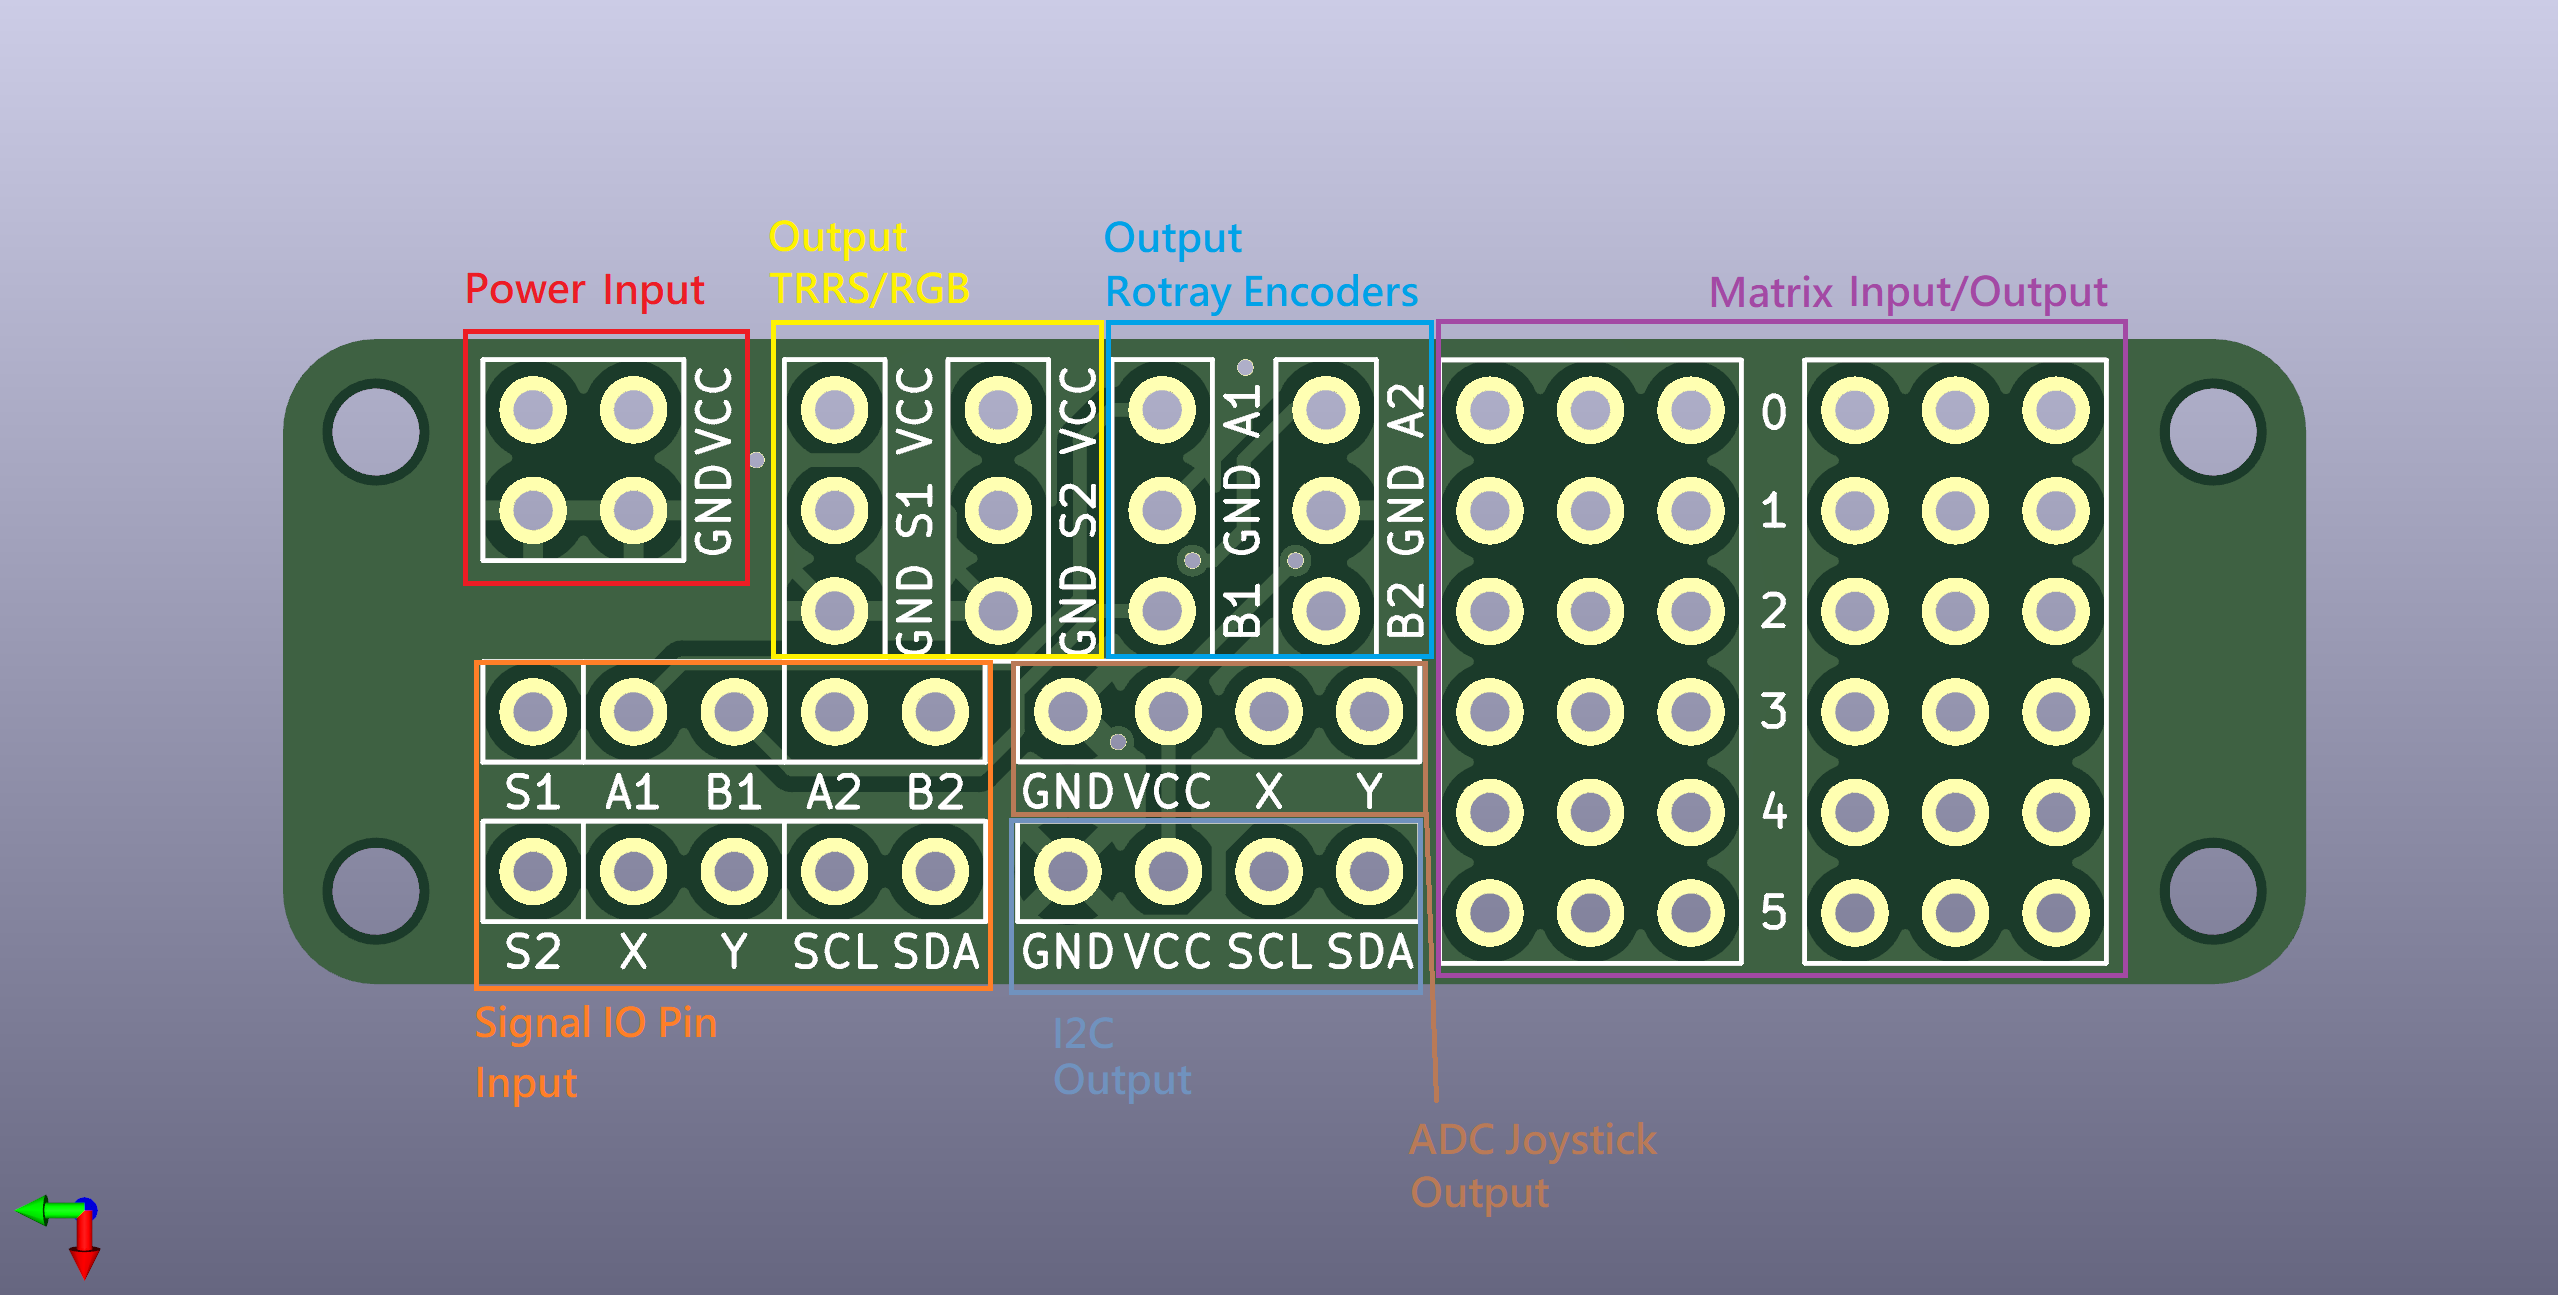 Output
TRRS/RGB
Output
Rotray Encoders
Power Input
Matrix Input/Output
VCC
GND
VCC
S1
GND
VCC
S2
GND
A1
GND
B1
A2
GND
B2
0
1
2
3
4
5
S1 A1 B1 A2 B2
GND VCC X Y
S2 X Y SCL SDA
GND VCC SCL SDA
Signal IO Pin
Input
I2C
Output
ADC Joystick
Output